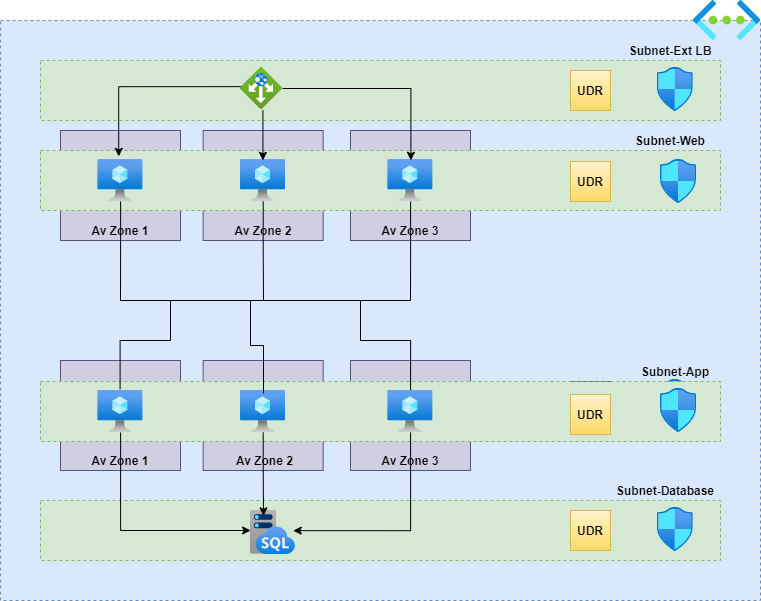 Subnet-Ext LB
UDR
Subnet-Web
UDR
Av Zone 1
Av Zone 2
Av Zone 3
Subnet-App
UDR
Av Zone 1
Av Zone 2
Av Zone 3
Subnet-Database
UDR
SQL